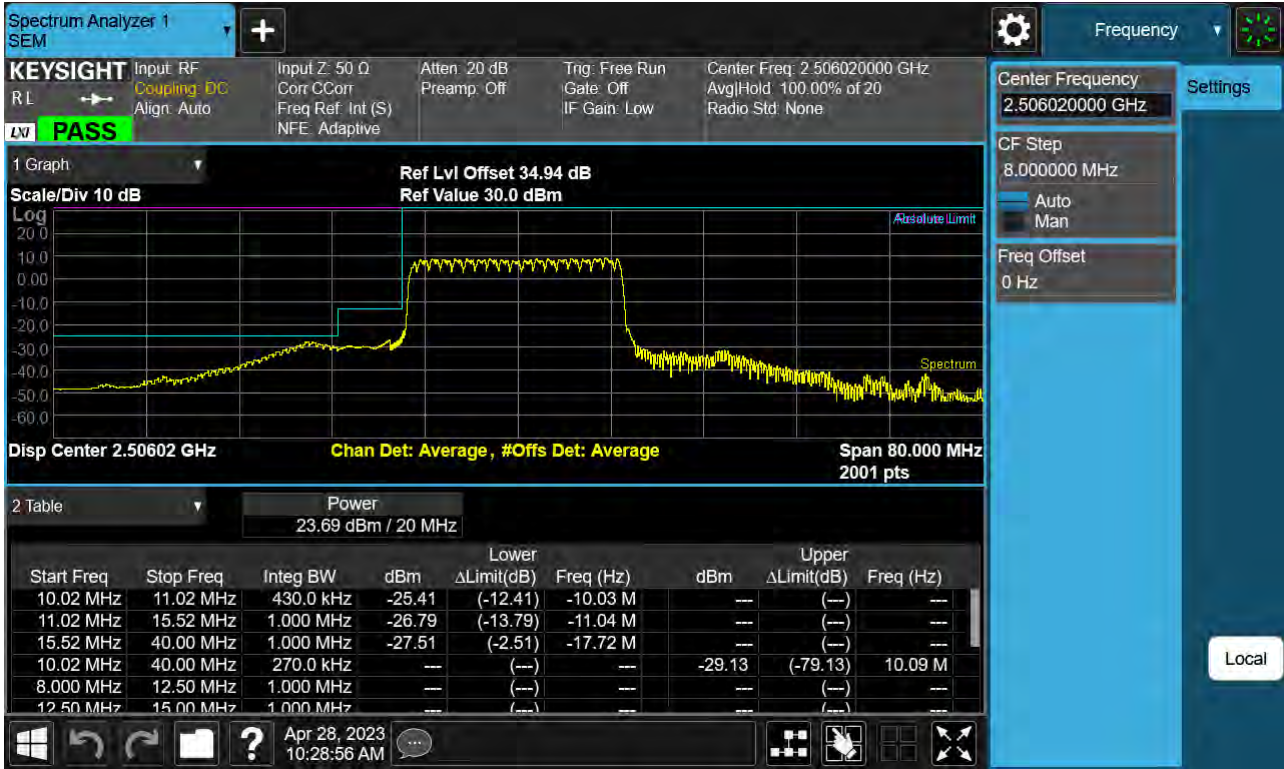 Spectrum Analyzer 1
SEM
Frequency
KEYSIGHT
RL
LXI
PASS
Input: RF
Coupling: DC
Align: Auto
Input Z: 50 Ω
Corr CCorr
Freq Ref: Int (S)
NFE: Adaptive
Atten: 20 dB
Preamp: Off
Trig: Free Run
Gate: Off
IF Gain: Low
Center Freq: 2.506020000 GHz
Avg|Hold: 100.00% of 20
Radio Std: None
Center Frequency
2.506020000 GHz
Settings
CF Step
8.000000 MHz
Auto
Man
Freq Offset
0 Hz
Local
1 Graph
Scale/Div 10 dB
Ref Lvl Offset 34.94 dB
Ref Value 30.0 dBm
Log
20.0
10.0
0.00
-10.0
-20.0
-30.0
-40.0
-50.0
-60.0
Absolute Limit
Spectrum
Disp Center 2.50602 GHz
Chan Det: Average, #Offs Det: Average
Span 80.000 MHz
2001 pts
2 Table
Power
23.69 dBm / 20 MHz
Lower Upper
Start Freq Stop Freq Integ BW dBm ΔLimit(dB) Freq (Hz) dBm ΔLimit(dB) Freq (Hz)
10.02 MHz 11.02 MHz 430.0 kHz -25.41 (-12.41) -10.03 M --- (---) ---
11.02 MHz 15.52 MHz 1.000 MHz -26.79 (-13.79) -11.04 M --- (---) ---
15.52 MHz 40.00 MHz 1.000 MHz -27.51 (-2.51) -17.72 M --- (---) ---
10.02 MHz 40.00 MHz 270.0 kHz --- (---) --- -29.13 (-79.13) 10.09 M
8.000 MHz 12.50 MHz 1.000 MHz --- (---) --- --- (---) ---
12.50 MHz 15.00 MHz 1.000 MHz --- (---) --- --- (---) ---
Apr 28, 2023
10:28:56 AM